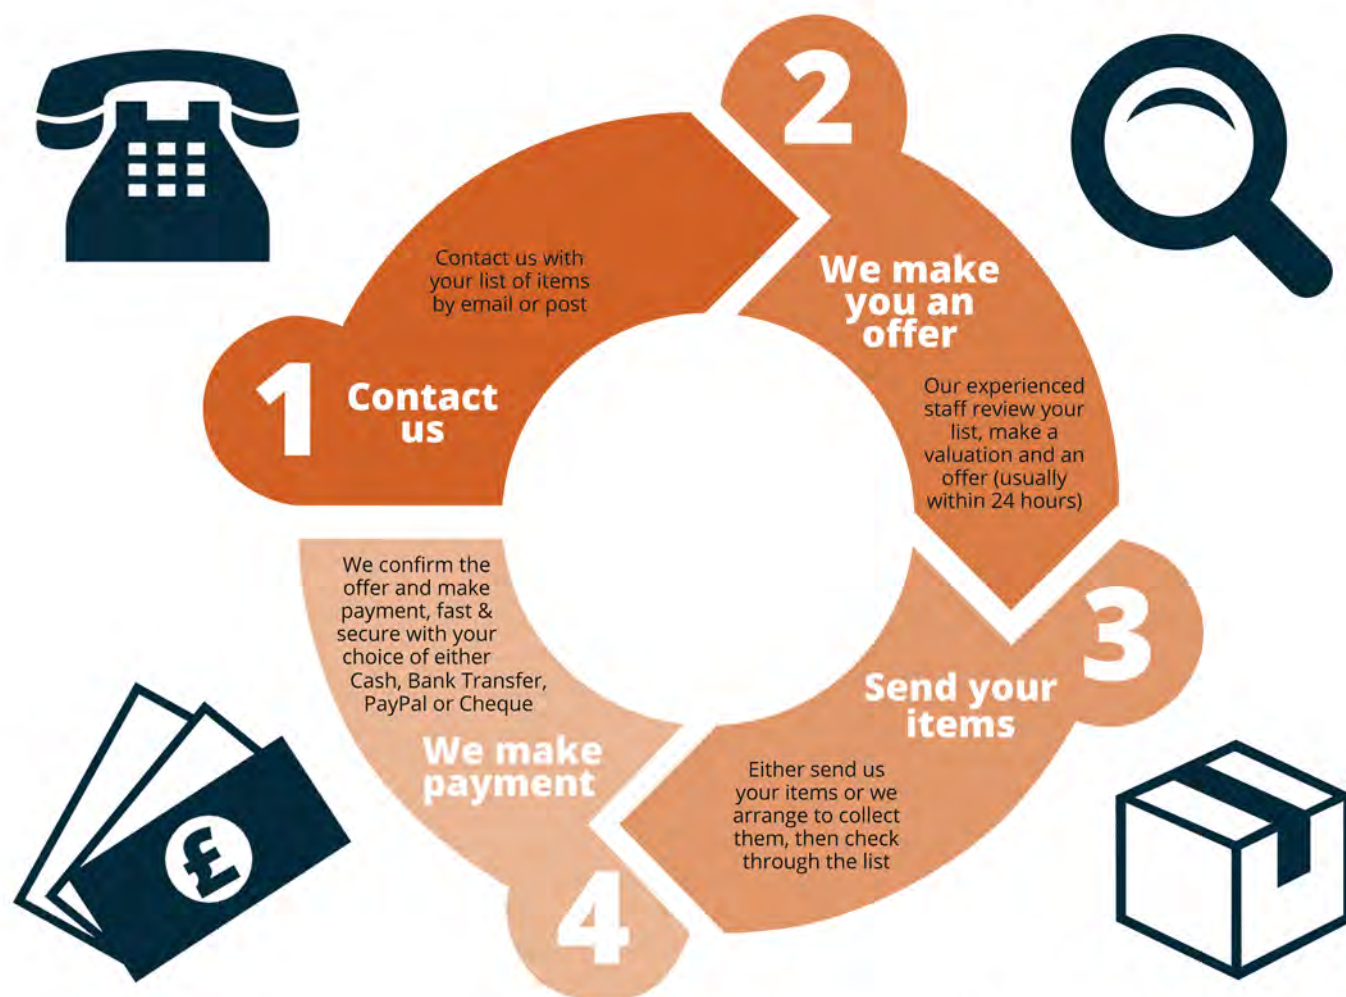 1
Contact
us
Contact us with
your list of items
by email or post
2
We make
you an
offer
Our experienced
staff review your
list, make a
valuation and an
offer (usually
within 24 hours)
3
Send your
items
Either send us
your items or we
arrange to collect
them, then check
through the list
4
We make
payment
We confirm the
offer and make
payment, fast &
secure with your
choice of either
Cash, Bank Transfer,
PayPal or Cheque
£